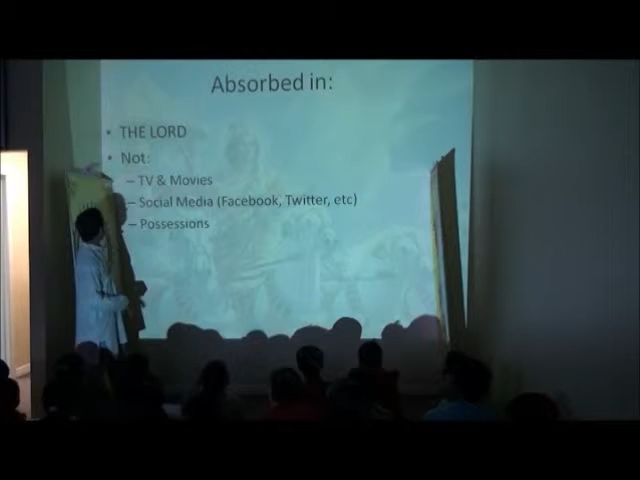 Absorbed in:
• THE LORD
• Not:
– TV & Movies
– Social Media (Facebook, Twitter, etc)
– Possessions